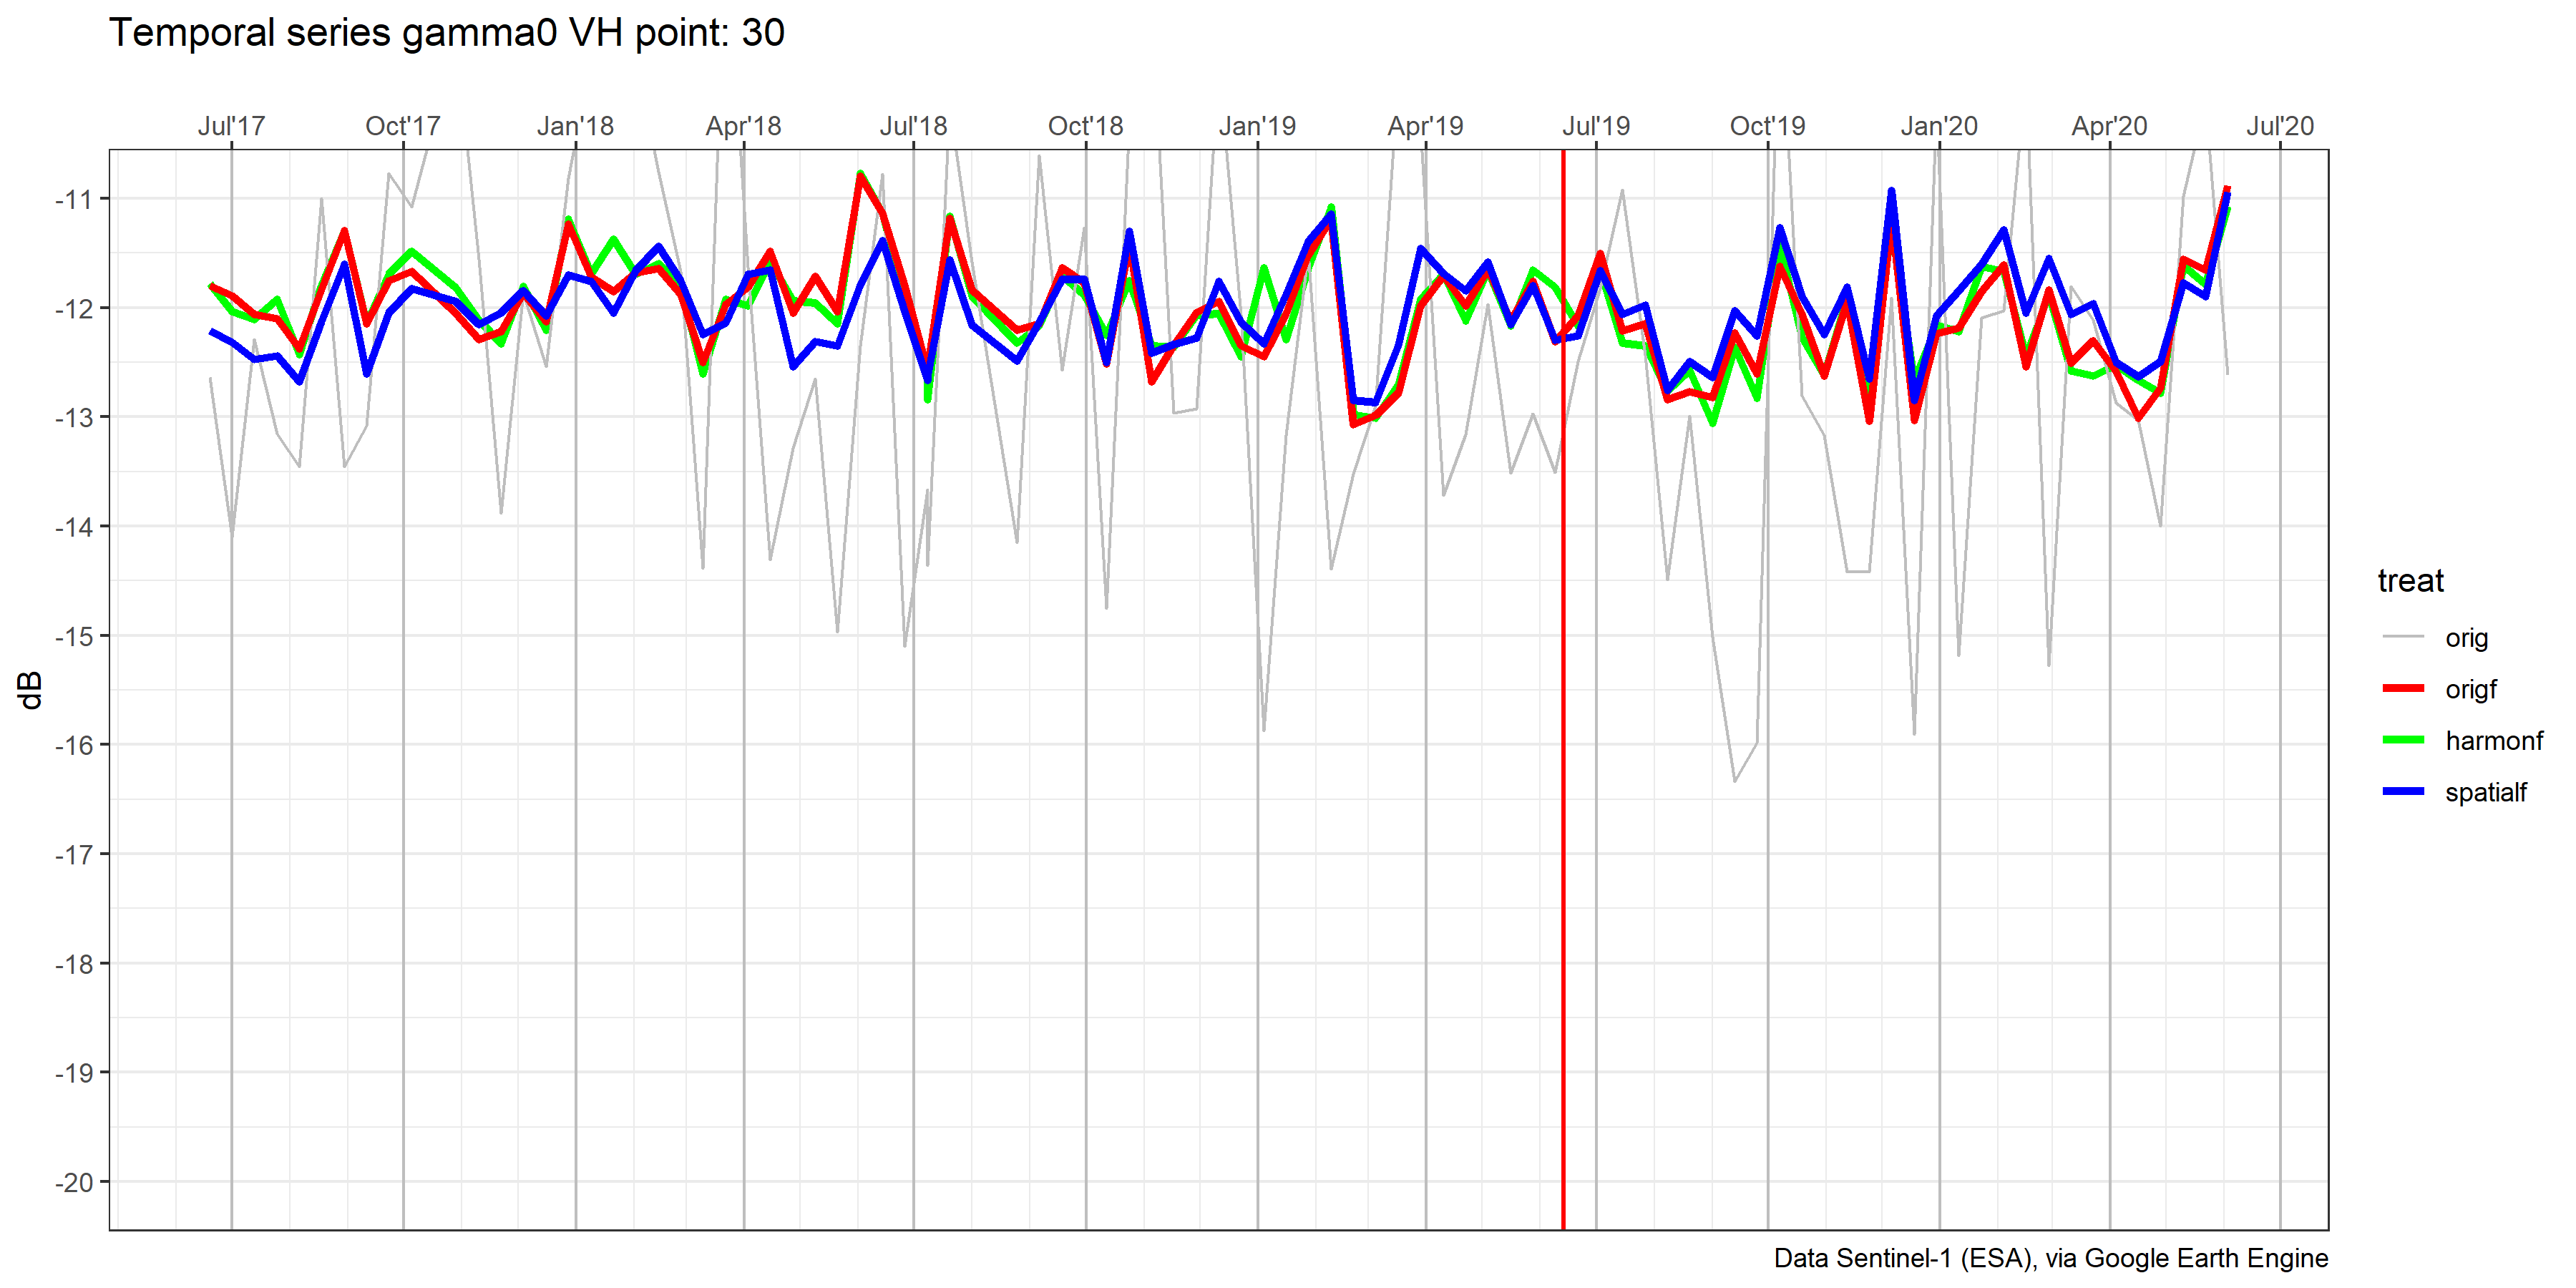 Temporal series gamma0 VH point: 30
Jul'17 Oct'17 Jan'18 Apr'18 Jul'18 Oct'18 Jan'19 Apr'19 Jul'19 Oct'19 Jan'20 Apr'20 Jul'20
-11
-12
-13
-14
-15
-16
-17
-18
-19
-20
dB
treat
orig
origf
harmonf
spatialf
Data Sentinel-1 (ESA), via Google Earth Engine